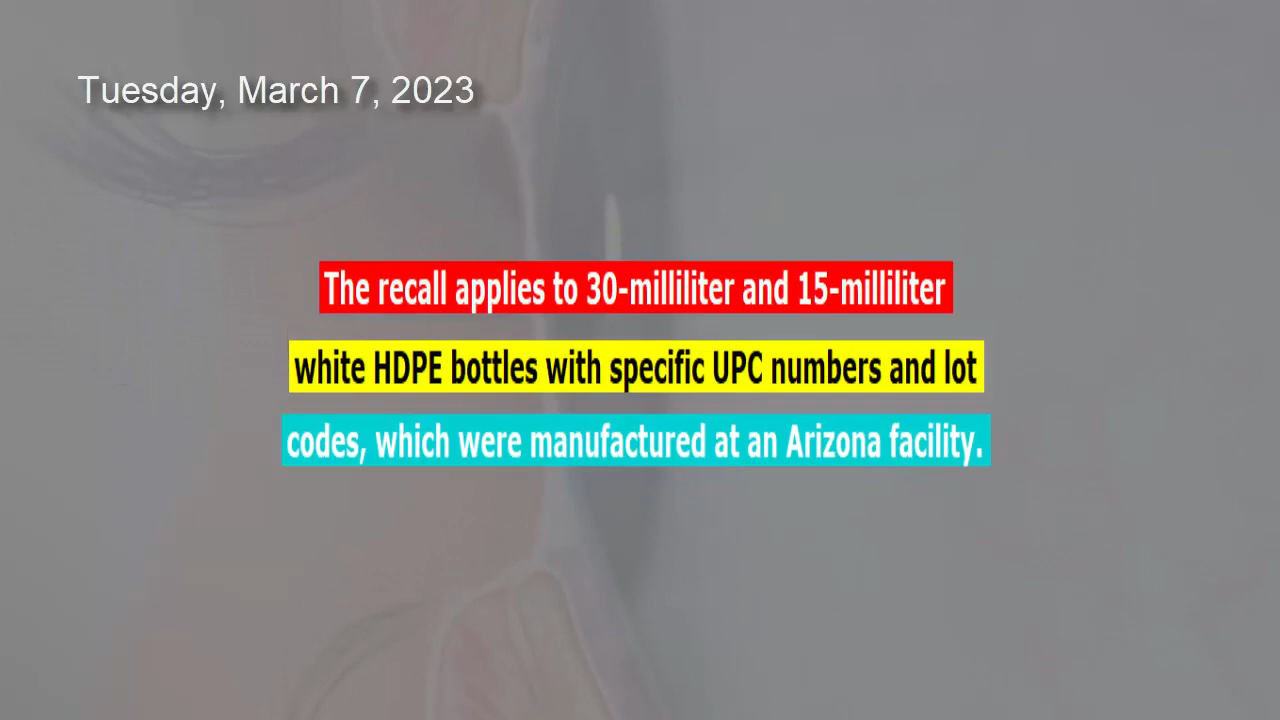 Tuesday, March 7, 2023
The recall applies to 30-milliliter and 15-milliliter
white HDPE bottles with specific UPC numbers and lot
codes, which were manufactured at an Arizona facility.